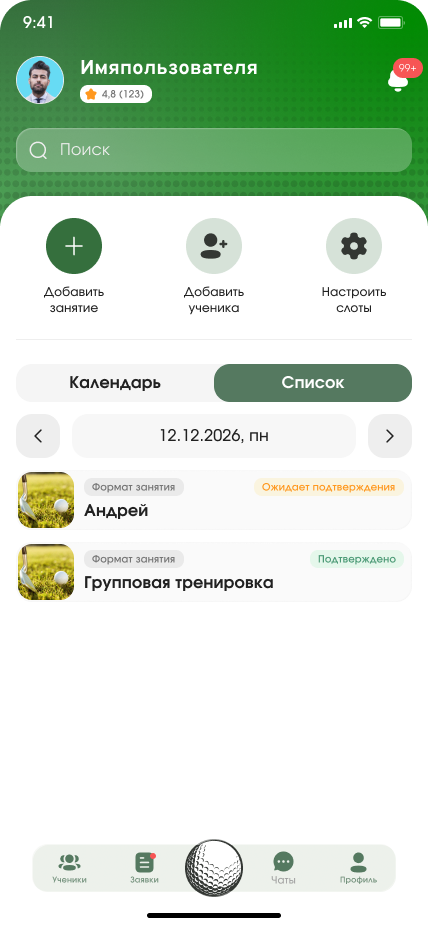 9:41
Имяпользователя
99+
4,8 (123)
Поиск
Добавить
занятие
Добавить
ученика
Настроить
слоты
Календарь
Список
12.12.2026, пн
Формат занятия
Ожидает подтверждения
Андрей
Формат занятия
Подтверждено
Групповая тренировка
Ученики
Заявки
Чаты
Профиль